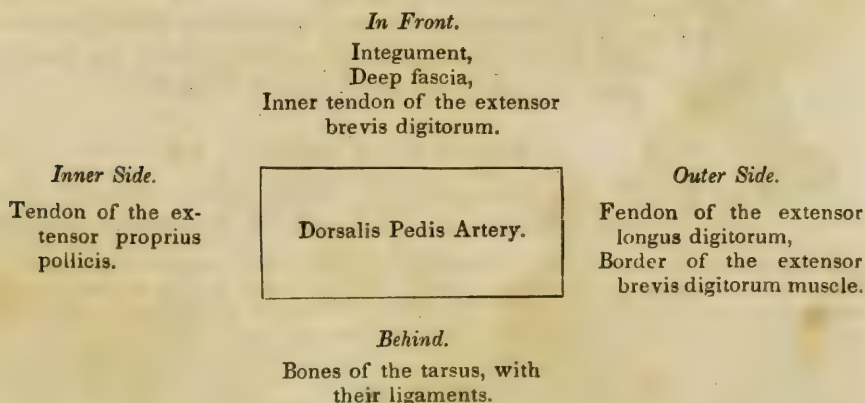 In Front.
Integument,
Deep fascia,
Inner tendon of the extensor
brevis digitorum.
Inner Side.
Tendon of the ex-
tensor proprius
pollicis.
Dorsalis Pedis Artery.
Outer Side.
Fendon of the extensor
longus digitorum,
Border of the extensor
brevis digitorum muscle.
Behind.
Bones of the tarsus, with
their ligaments.